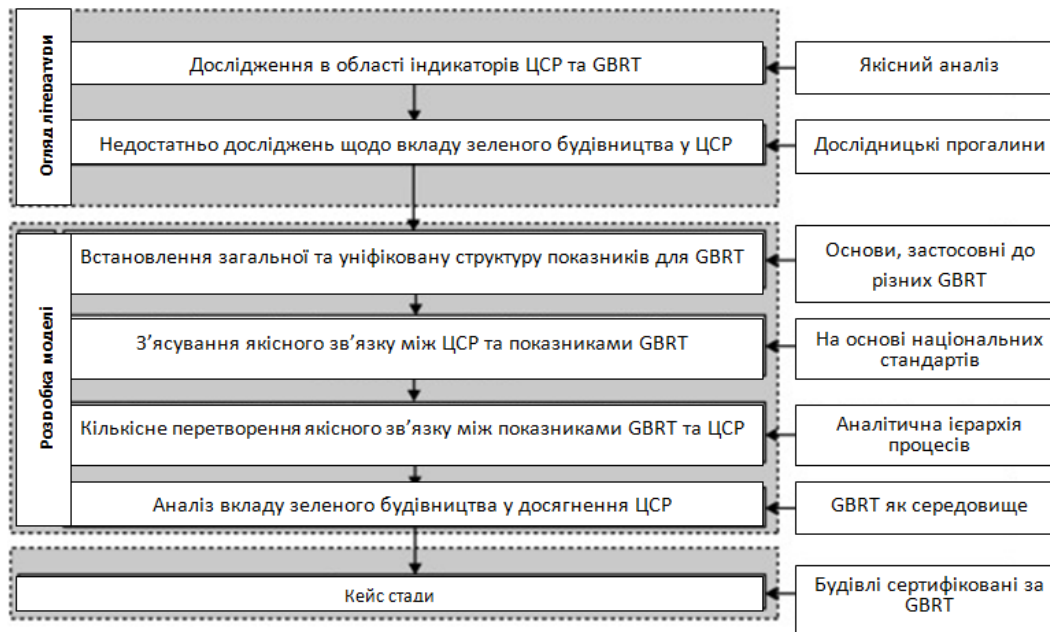 Огляд літератури
Дослідження в області індикаторів ЦСР та GBRT
Якісний аналіз
Недостатньо досліджень щодо вкладу зеленого будівництва у ЦСР
Дослідницькі прогалини
Розробка моделі
Встановлення загальної та уніфіковану структуру показників для GBRT
Основи, застосовні до
різних GBRT
З’ясування якісного зв’язку між ЦСР та показниками GBRT
На основі національних
стандартів
Кількісне перетворення якісного зв’язку між показниками GBRT та ЦСР
Аналітична ієрархія
процесів
Аналіз вкладу зеленого будівництва у досягнення ЦСР
GBRT як середовище
Кейс стади
Будівлі сертифіковані за
GBRT